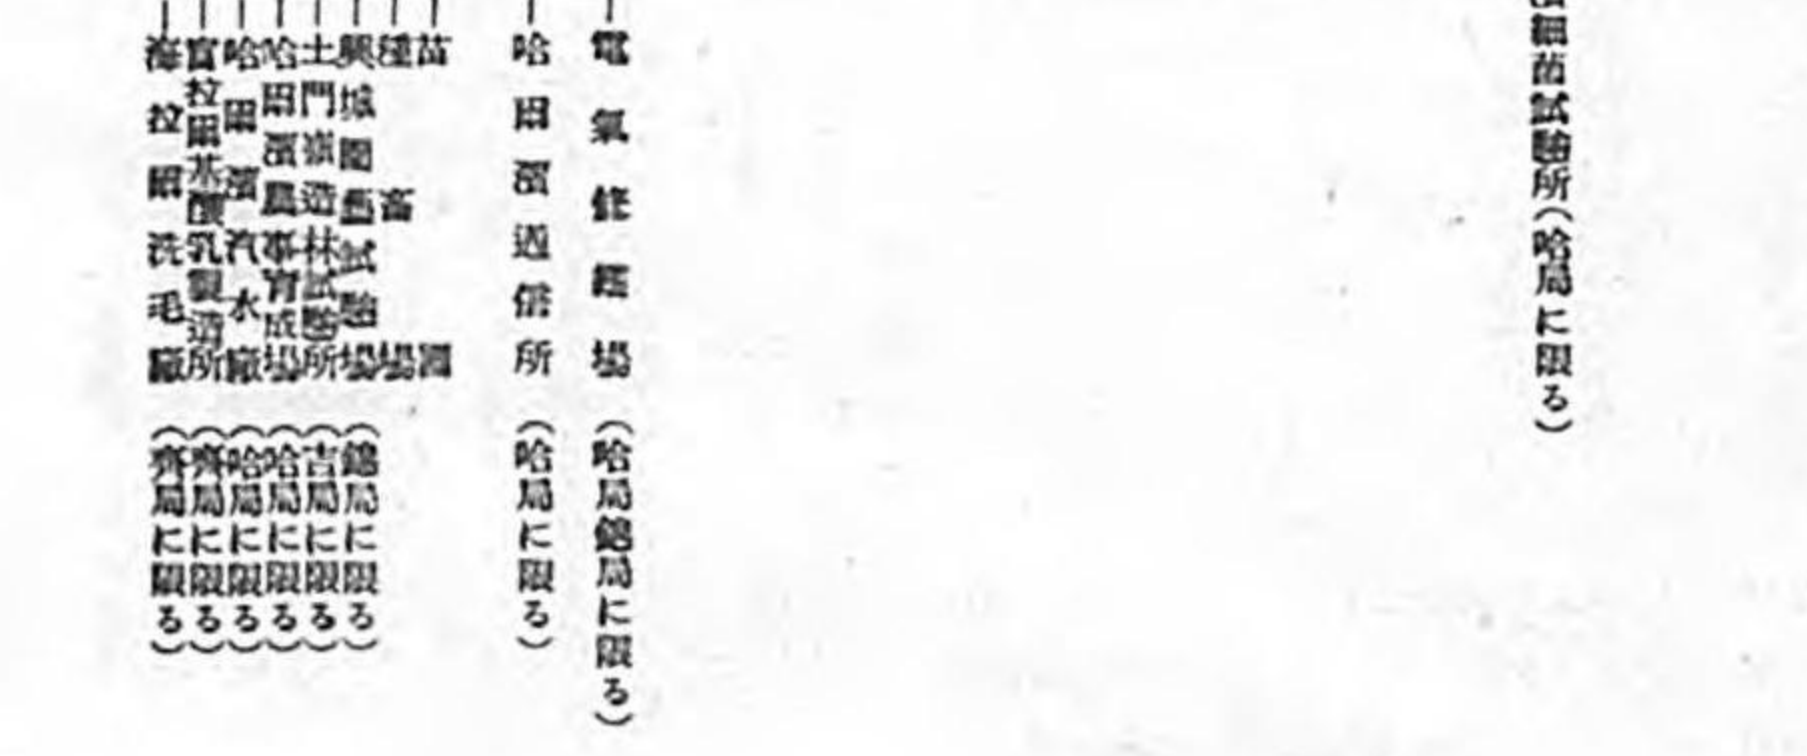 細菌試驗所(哈局に限る)
電氣修繕場(哈局錦局に限る)
哈爾濱通信所(哈局に限る)
苗圃
種畜場
興城園藝試驗場(錦局に限る)
土門嶺造林試驗所(吉局に限る)
哈爾濱農事育成場(哈局に限る)
哈爾濱汽水廠(哈局に限る)
富拉爾基酪乳製造所(齊局に限る)
海拉爾洗毛廠(齊局に限る)